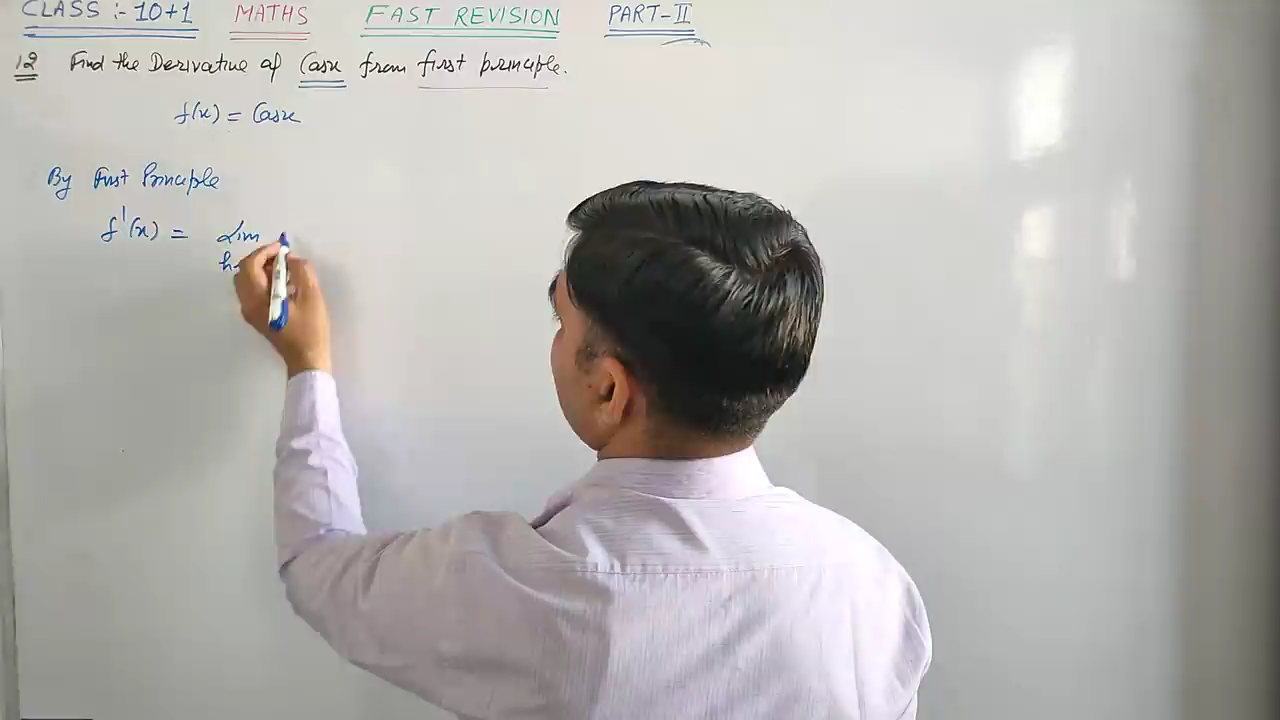 CLASS :- 10+1 MATHS FAST REVISION PART-II
12 Find the Derivative of Cosx from first principle.
f(x) = Cosx
By First Principle
f'(x) = Lim
h